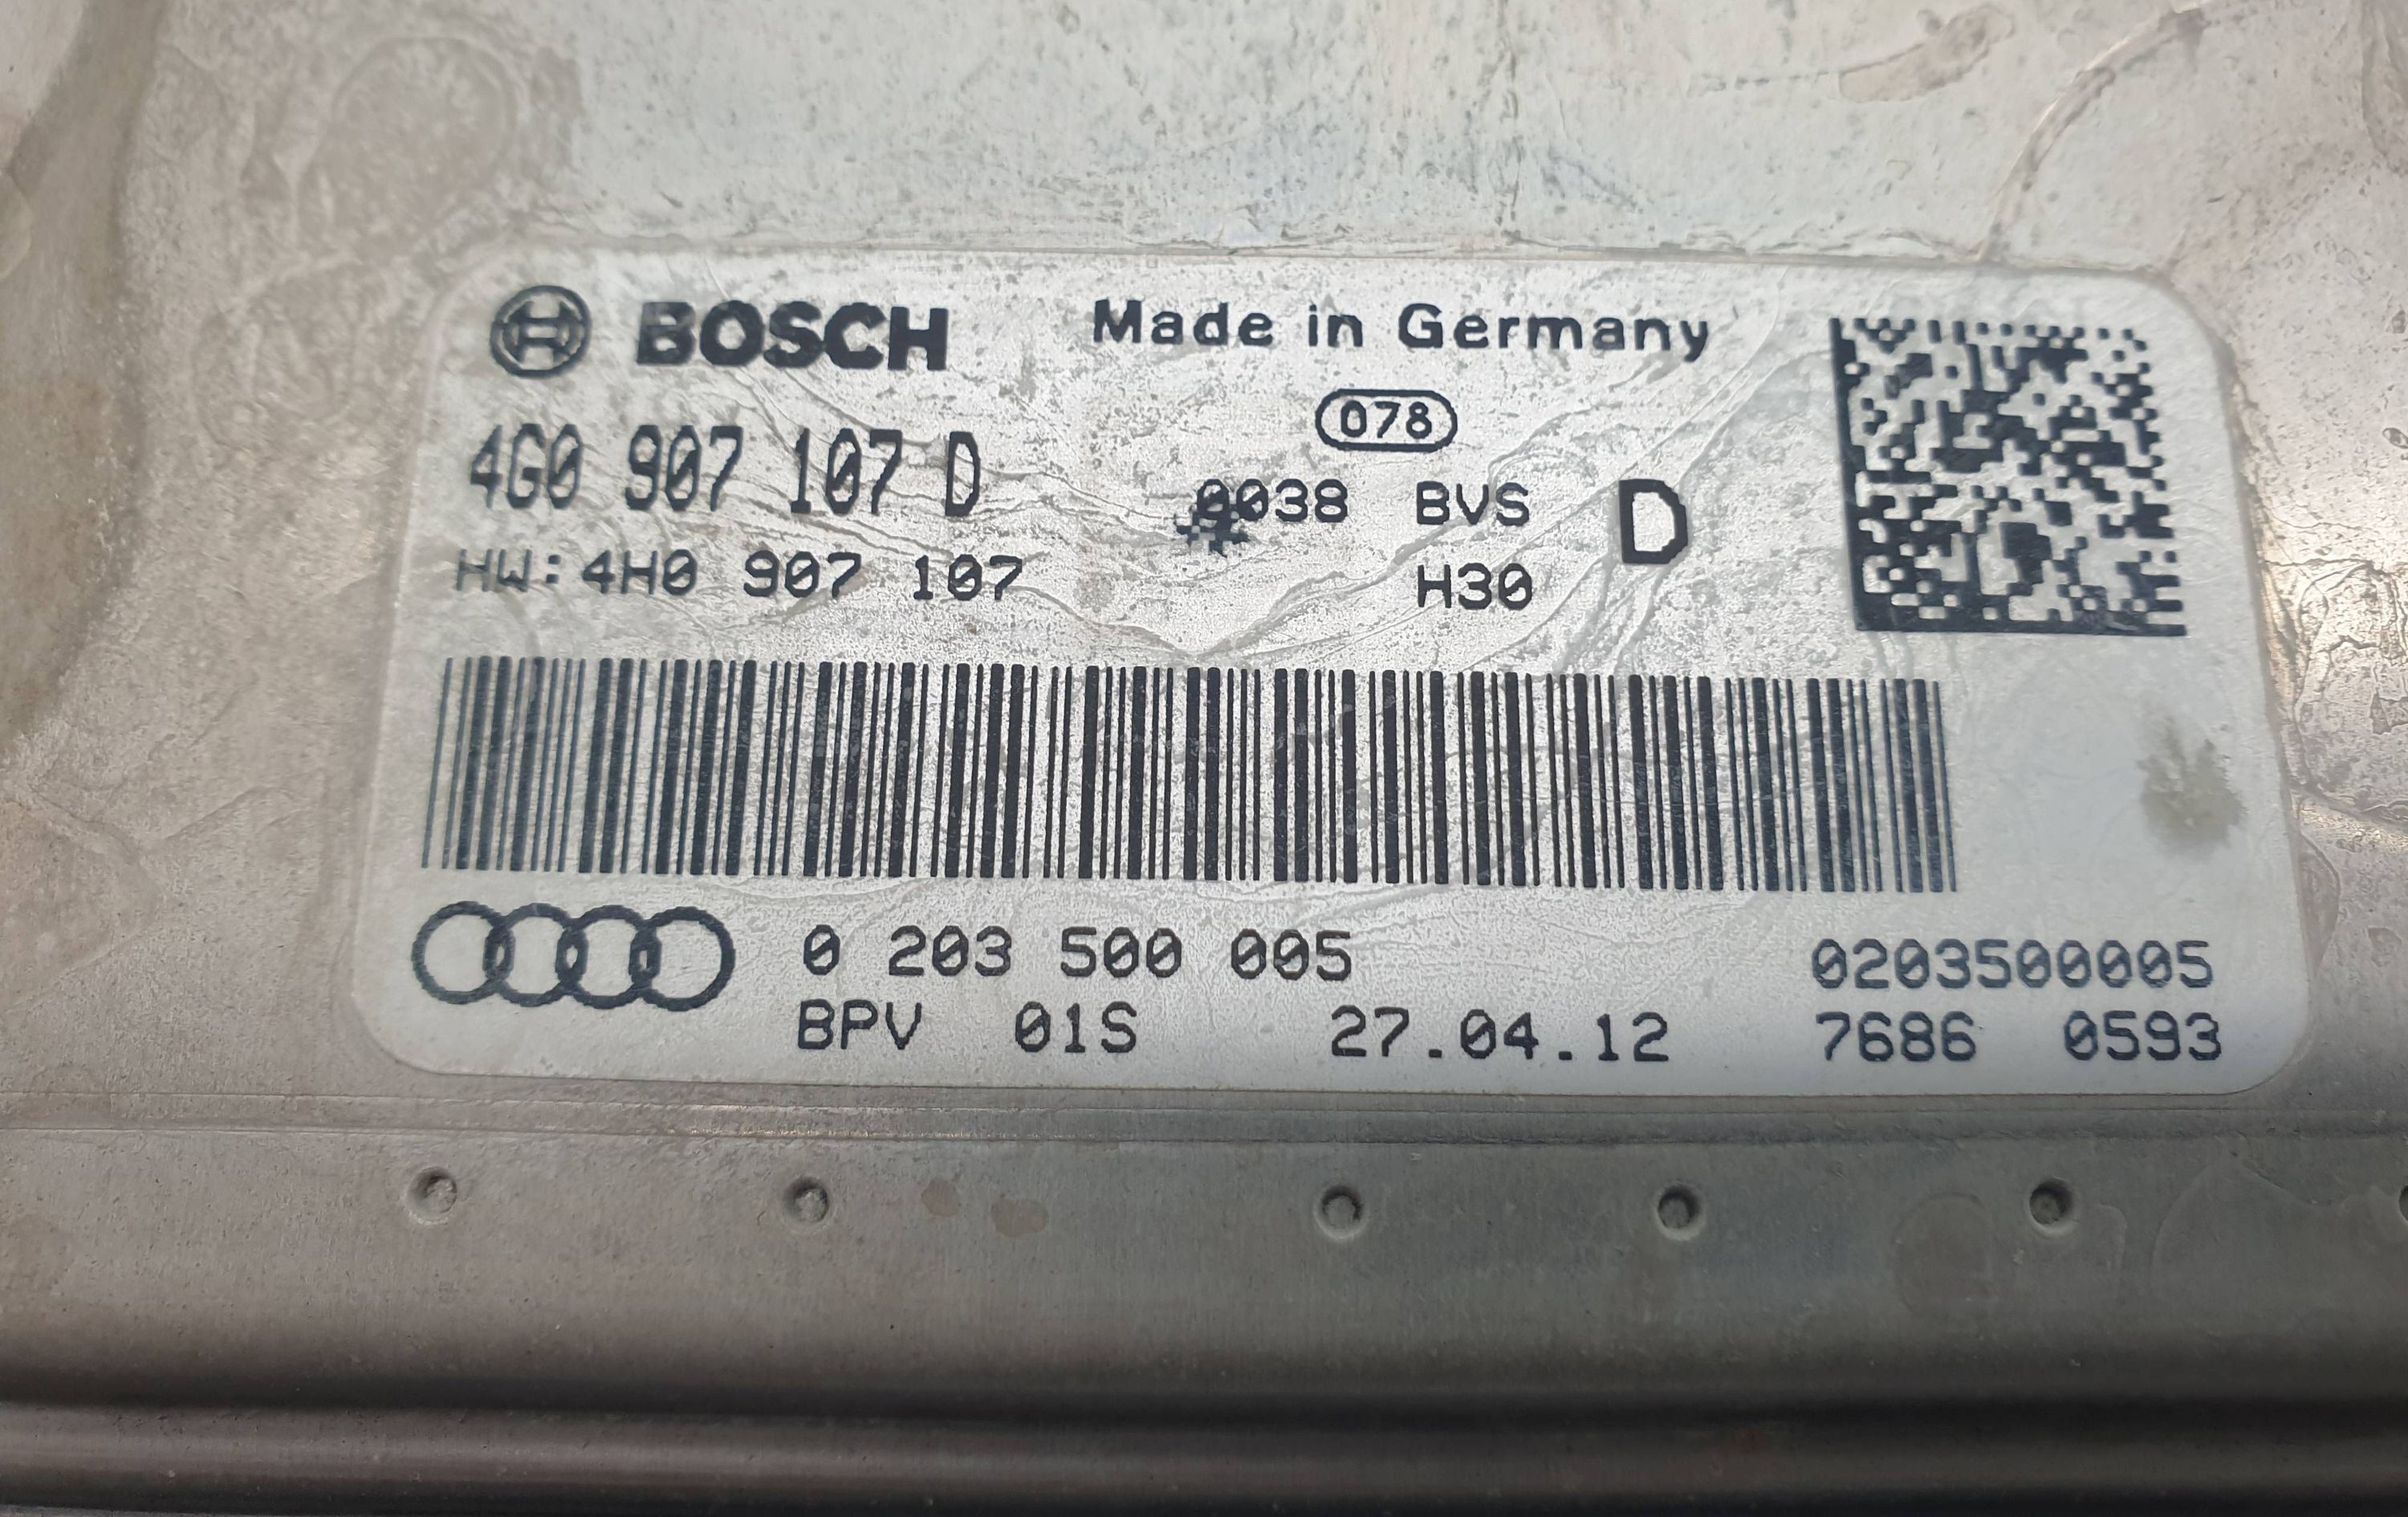 BOSCH Made in Germany
078
4G0 907 107 D
0038 BVS D
HW:4H0 907 107 H30
0 203 500 005 0203500005
BPV 01S 27.04.12 7686 0593